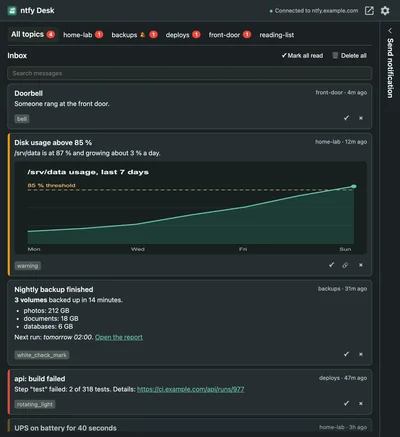 ntfy Desk
Connected to ntfy.example.com
All topics 4 home-lab 1 backups 1 deploys 1 front-door 1 reading-list
Inbox
Mark all read Delete all
Search messages
Doorbell front-door · 4m ago
Someone rang at the front door.
bell
Disk usage above 85 % home-lab · 12m ago
/srv/data is at 87 % and growing about 3 % a day.
/srv/data usage, last 7 days
85 % threshold
Mon Wed Fri Sun
warning
Nightly backup finished backups · 31m ago
3 volumes backed up in 14 minutes.
• photos: 212 GB
• documents: 18 GB
• databases: 6 GB
Next run: tomorrow 02:00. Open the report
white_check_mark
api: build failed deploys · 47m ago
Step "test" failed: 2 of 318 tests. Details: https://ci.example.com/api/runs/977
rotating_light
UPS on battery for 40 seconds home-lab · 3h ago
Send notification